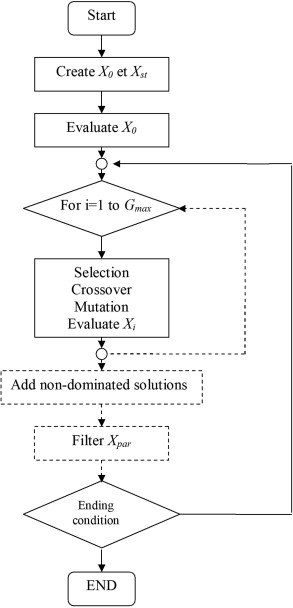 Start
Create X0 et Xst
Evaluate X0
For i=1 to Gmax
Selection
Crossover
Mutation
Evaluate Xi
Add non-dominated solutions
Filter Xpar
Ending
condition
END